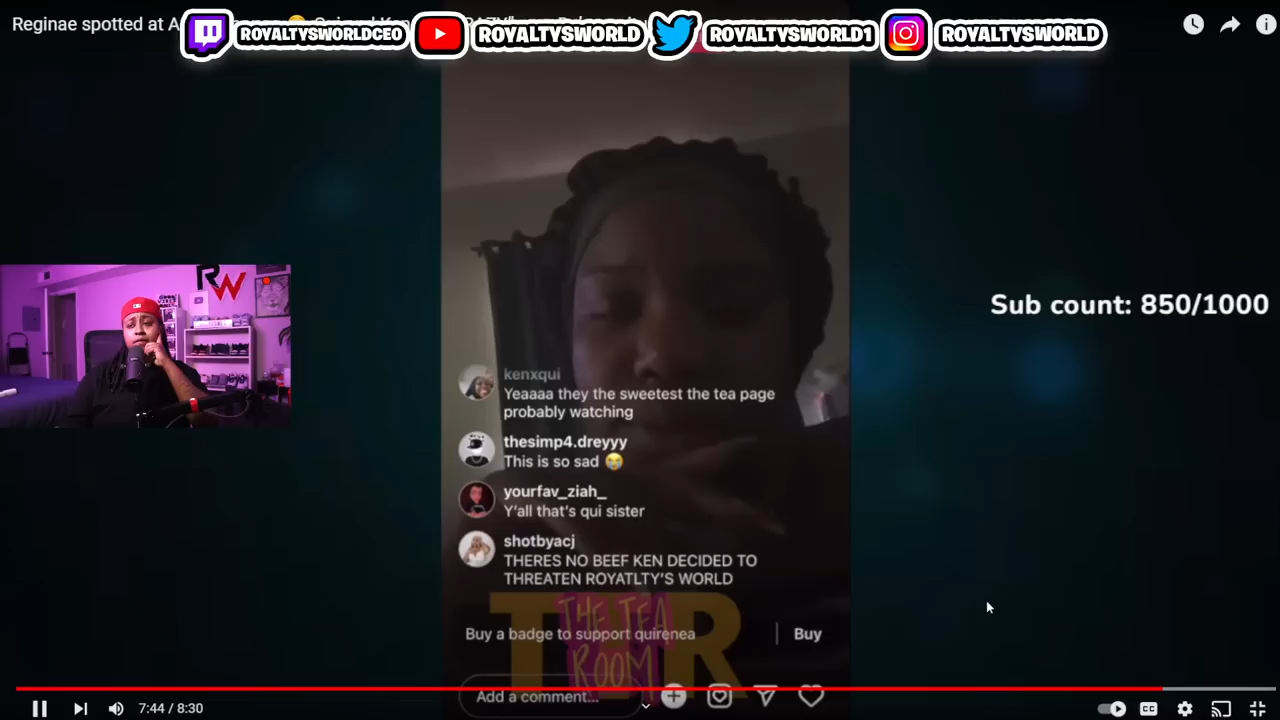 Reginae spotted at A
ROYALTYSWORLDCEO
ROYALTYSWORLD
ROYALTYSWORLD1
ROYALTYSWORLD
RW
Sub count: 850/1000
kenxqui
Yeaaaa they the sweetest the tea page
probably watching
thesimp4.dreyyy
This is so sad 😭
yourfav_ziah_
Y'all that's qui sister
shotbyacj
THERES NO BEEF KEN DECIDED TO
THREATEN ROYATLTY'S WORLD
TTR
THE TEA
ROOM
Buy a badge to support quirenea
Buy
Add a comment...
7:44 / 8:30
CC